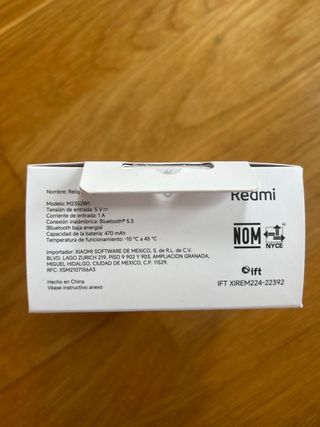 Nombre: Reloj
Redmi
Modelo: M2352W1
Tensión de entrada: 5 V
Corriente de entrada: 1 A
Conexión inalámbrica: Bluetooth® 5.3
(Bluetooth baja energía)
Capacidad de la batería: 470 mAh
Temperatura de funcionamiento: -10 °C a 45 °C
NOM
NYCE
Importador: XIAOMI SOFTWARE DE MEXICO, S. de R.L. de C.V.
BLVD. LAGO ZURICH 219, PISO 9 902 Y 903, AMPLIACION GRANADA,
MIGUEL HIDALGO, CIUDAD DE MEXICO, C.P. 11529.
RFC: XSM2107156A3
ift
Hecho en China
Véase instructivo anexo
IFT XIREM224-22392